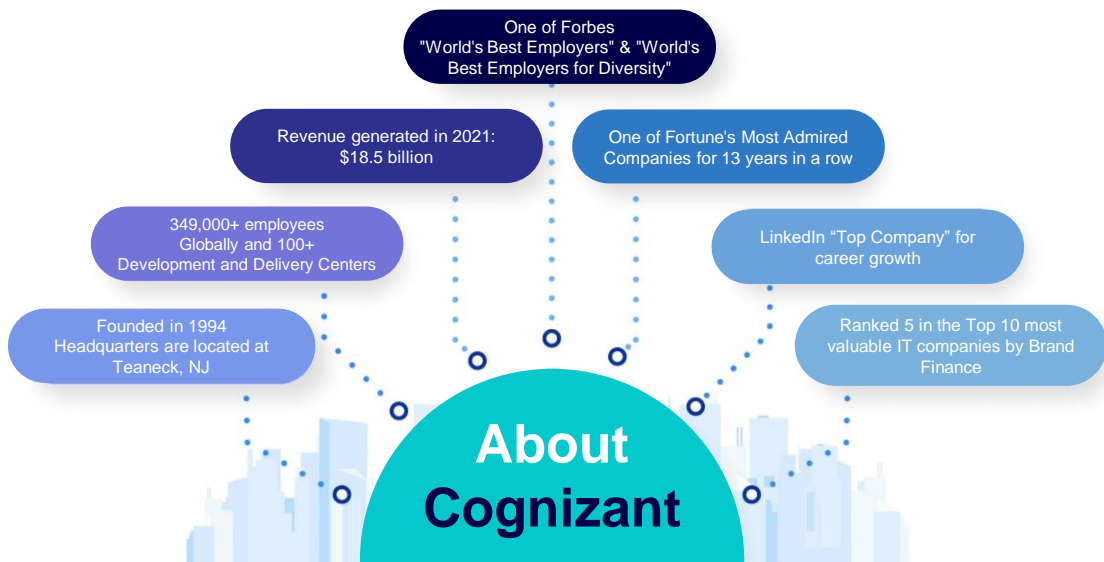 One of Forbes
"World's Best Employers" & "World's
Best Employers for Diversity"
Revenue generated in 2021:
$18.5 billion
One of Fortune's Most Admired
Companies for 13 years in a row
349,000+ employees
Globally and 100+
Development and Delivery Centers
LinkedIn “Top Company” for
career growth
Founded in 1994
Headquarters are located at
Teaneck, NJ
Ranked 5 in the Top 10 most
valuable IT companies by Brand
Finance
About
Cognizant